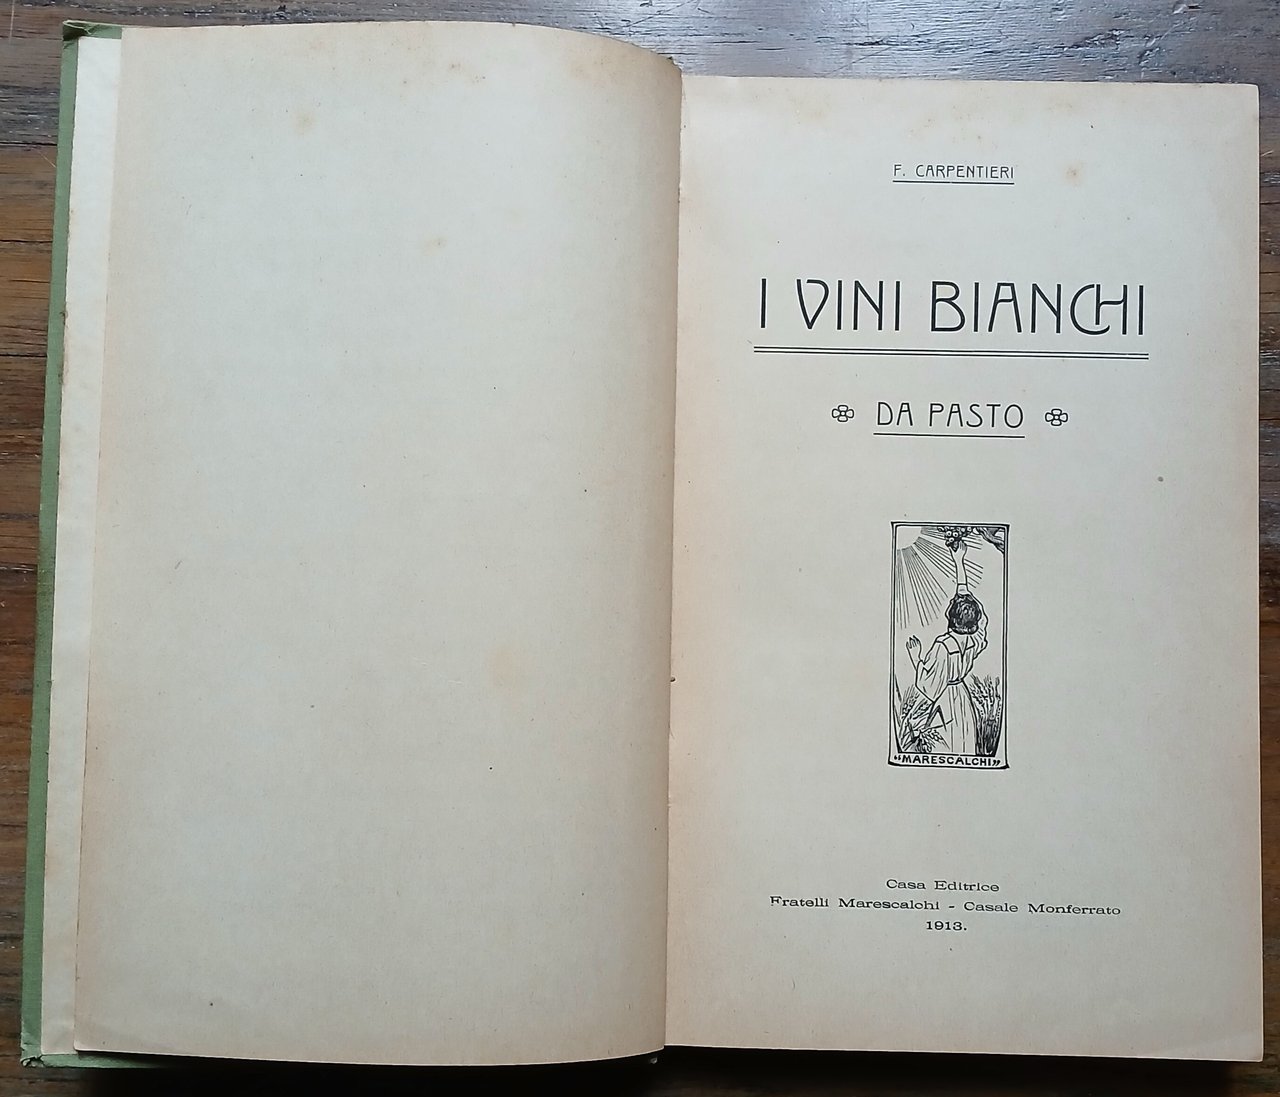 F. CARPENTIERI
I VINI BIANCHI
DA PASTO
"MARESCALCHI"
Casa Editrice
Fratelli Marescalchi - Casale Monferrato
1913.